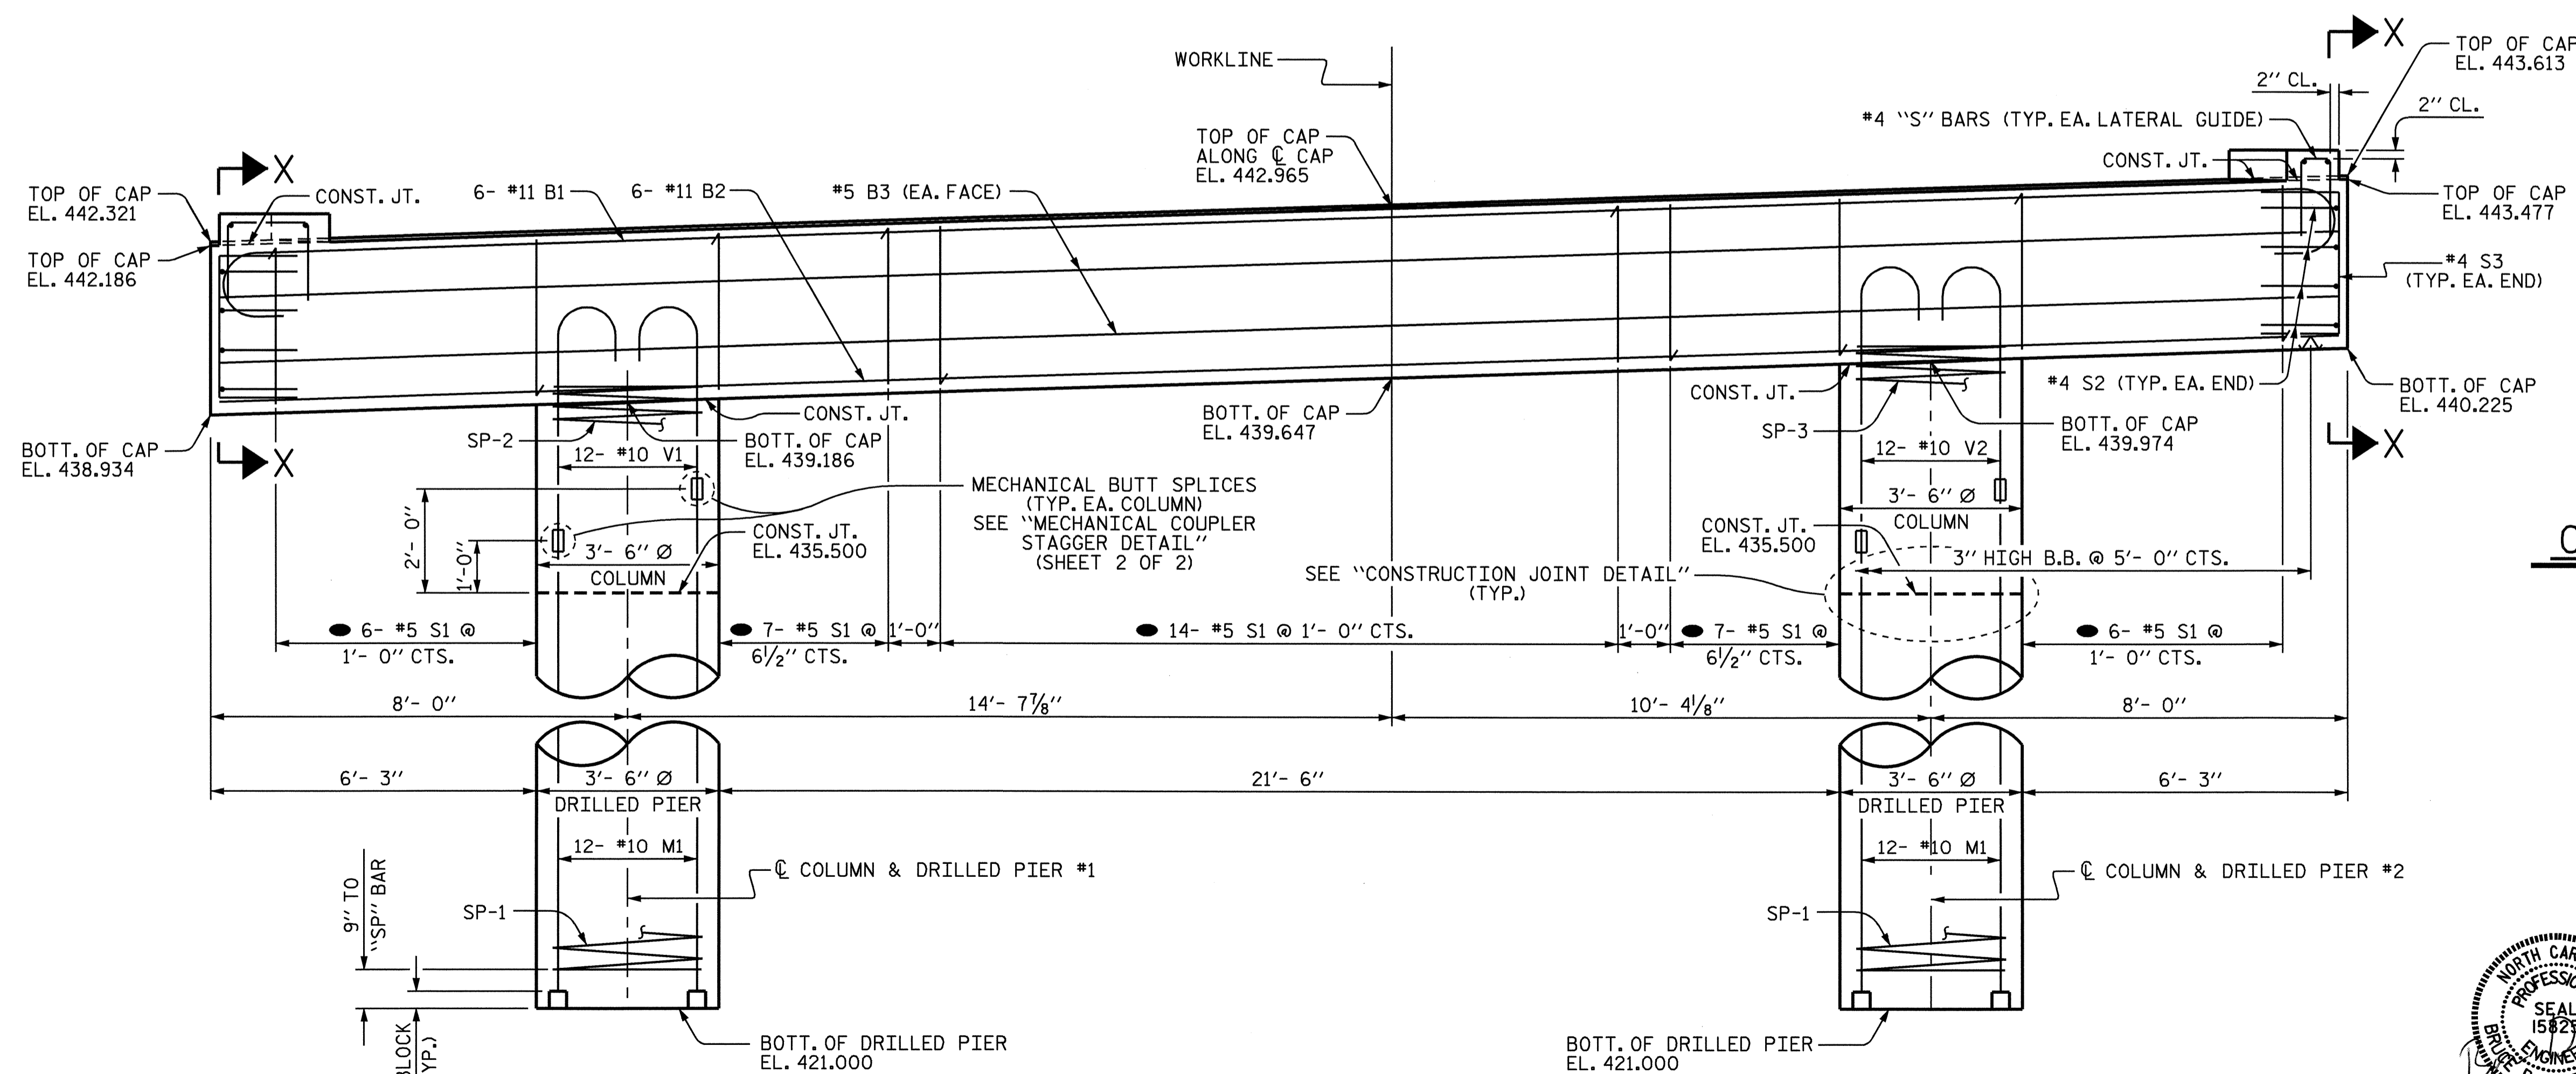 X
TOP OF CAP
EL. 443.613
2" CL.
2" CL.
WORKLINE
#4 "S" BARS (TYP. EA. LATERAL GUIDE)
TOP OF CAP
ALONG ℄ CAP
EL. 442.965
CONST. JT.
X
TOP OF CAP
EL. 442.321
CONST. JT.
6- #11 B1
6- #11 B2
#5 B3 (EA. FACE)
TOP OF CAP
EL. 443.477
TOP OF CAP
EL. 442.186
#4 S3
(TYP. EA. END)
CONST. JT.
#4 S2 (TYP. EA. END)
BOTT. OF CAP
EL. 440.225
CONST. JT.
BOTT. OF CAP
EL. 439.647
BOTT. OF CAP
EL. 438.934
X
SP-2
BOTT. OF CAP
EL. 439.186
SP-3
BOTT. OF CAP
EL. 439.974
X
12- #10 V1
12- #10 V2
MECHANICAL BUTT SPLICES
(TYP. EA. COLUMN)
SEE "MECHANICAL COUPLER
STAGGER DETAIL"
(SHEET 2 OF 2)
2'- 0"
1'-0"
3'- 6" Ø
COLUMN
CONST. JT.
EL. 435.500
3'- 6" Ø
COLUMN
CONST. JT.
EL. 435.500
3" HIGH B.B. @ 5'- 0" CTS.
SEE "CONSTRUCTION JOINT DETAIL"
(TYP.)
6- #5 S1 @
1'- 0" CTS.
7- #5 S1 @
6½" CTS.
1'-0"
14- #5 S1 @ 1'- 0" CTS.
1'-0"
7- #5 S1 @
6½" CTS.
6- #5 S1 @
1'- 0" CTS.
8'- 0"
14'- 7⅞"
10'- 4⅛"
8'- 0"
6'- 3"
3'- 6" Ø
DRILLED PIER
21'- 6"
3'- 6" Ø
DRILLED PIER
6'- 3"
12- #10 M1
12- #10 M1
℄ COLUMN & DRILLED PIER #1
℄ COLUMN & DRILLED PIER #2
9" TO
"SP" BAR
SP-1
SP-1
BLOCK
YP.)
BOTT. OF DRILLED PIER
EL. 421.000
BOTT. OF DRILLED PIER
EL. 421.000
NORTH CAR
PROFESSIO
SEAL
15825
ENGINEE
BRUCE